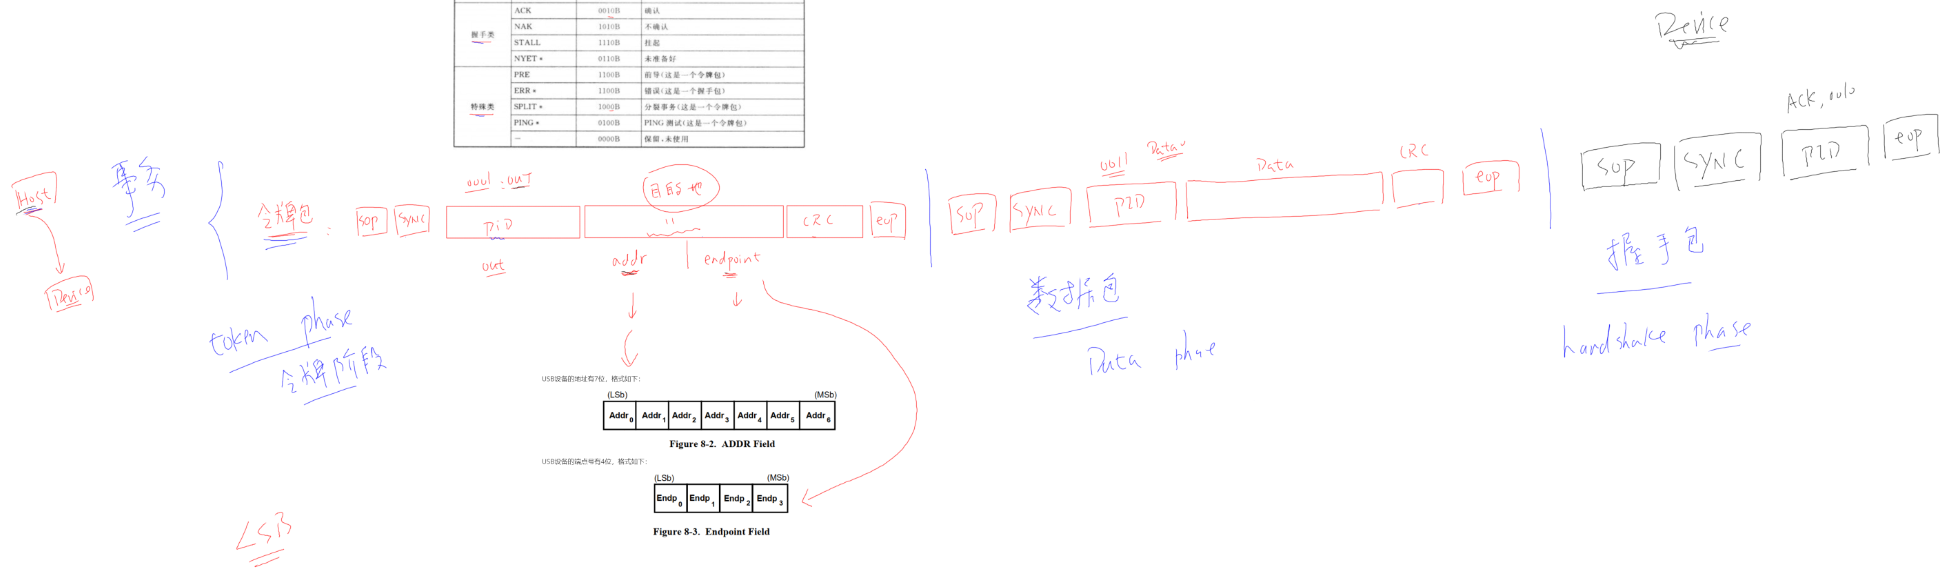 ACK 0010B 确认
握手类 NAK 1010B 不确认
STALL 1110B 挂起
NYET* 0110B 未准备好
特殊类 PRE 1100B 前导(这是一个令牌包)
ERR* 1100B 错误(这是一个握手包)
SPLIT* 1000B 分裂事务(这是一个令牌包)
PING* 0100B PING 测试(这是一个令牌包)
— 0000B 保留,未使用
Device
ACK, 0010
Host
Device
事务
0001:OUT
目的地
令牌包: SOP SYNC PID CRC EOP
out addr endpoint
token phase
令牌阶段
0011 Data
SOP SYNC PID Data CRC eop
数据包
Data phase
SOP SYNC PID eop
握手包
handshake phase
USB设备的地址有7位，格式如下：
(LSb) (MSb)
Addr0 Addr1 Addr2 Addr3 Addr4 Addr5 Addr6
Figure 8-2. ADDR Field
USB设备的端点号有4位，格式如下：
(LSb) (MSb)
Endp0 Endp1 Endp2 Endp3
Figure 8-3. Endpoint Field
LSB